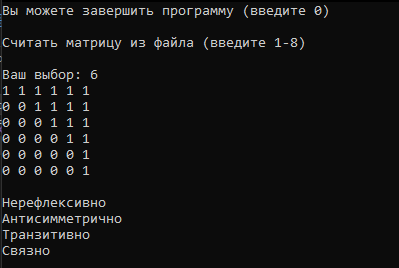 Вы можете завершить программу (введите 0)
Считать матрицу из файла (введите 1-8)
Ваш выбор: 6
1 1 1 1 1 1
0 0 1 1 1 1
0 0 0 1 1 1
0 0 0 0 1 1
0 0 0 0 0 1
0 0 0 0 0 1
Нерефлексивно
Антисимметрично
Транзитивно
Связно